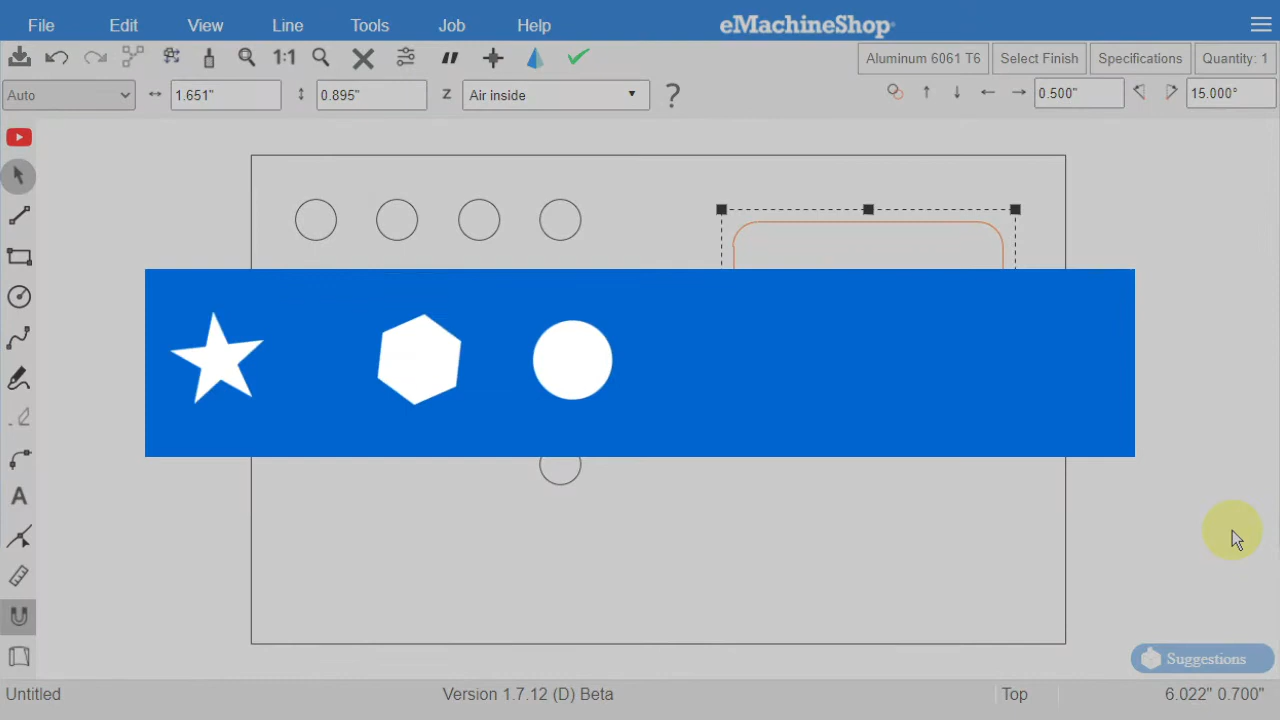 File Edit View Line Tools Job Help eMachineShop
1:1 Aluminum 6061 T6 Select Finish Specifications Quantity: 1
Auto 1.651" 0.895" Z Air inside ? 0.500" 15.000°
A
Suggestions
Untitled Version 1.7.12 (D) Beta Top 6.022" 0.700"